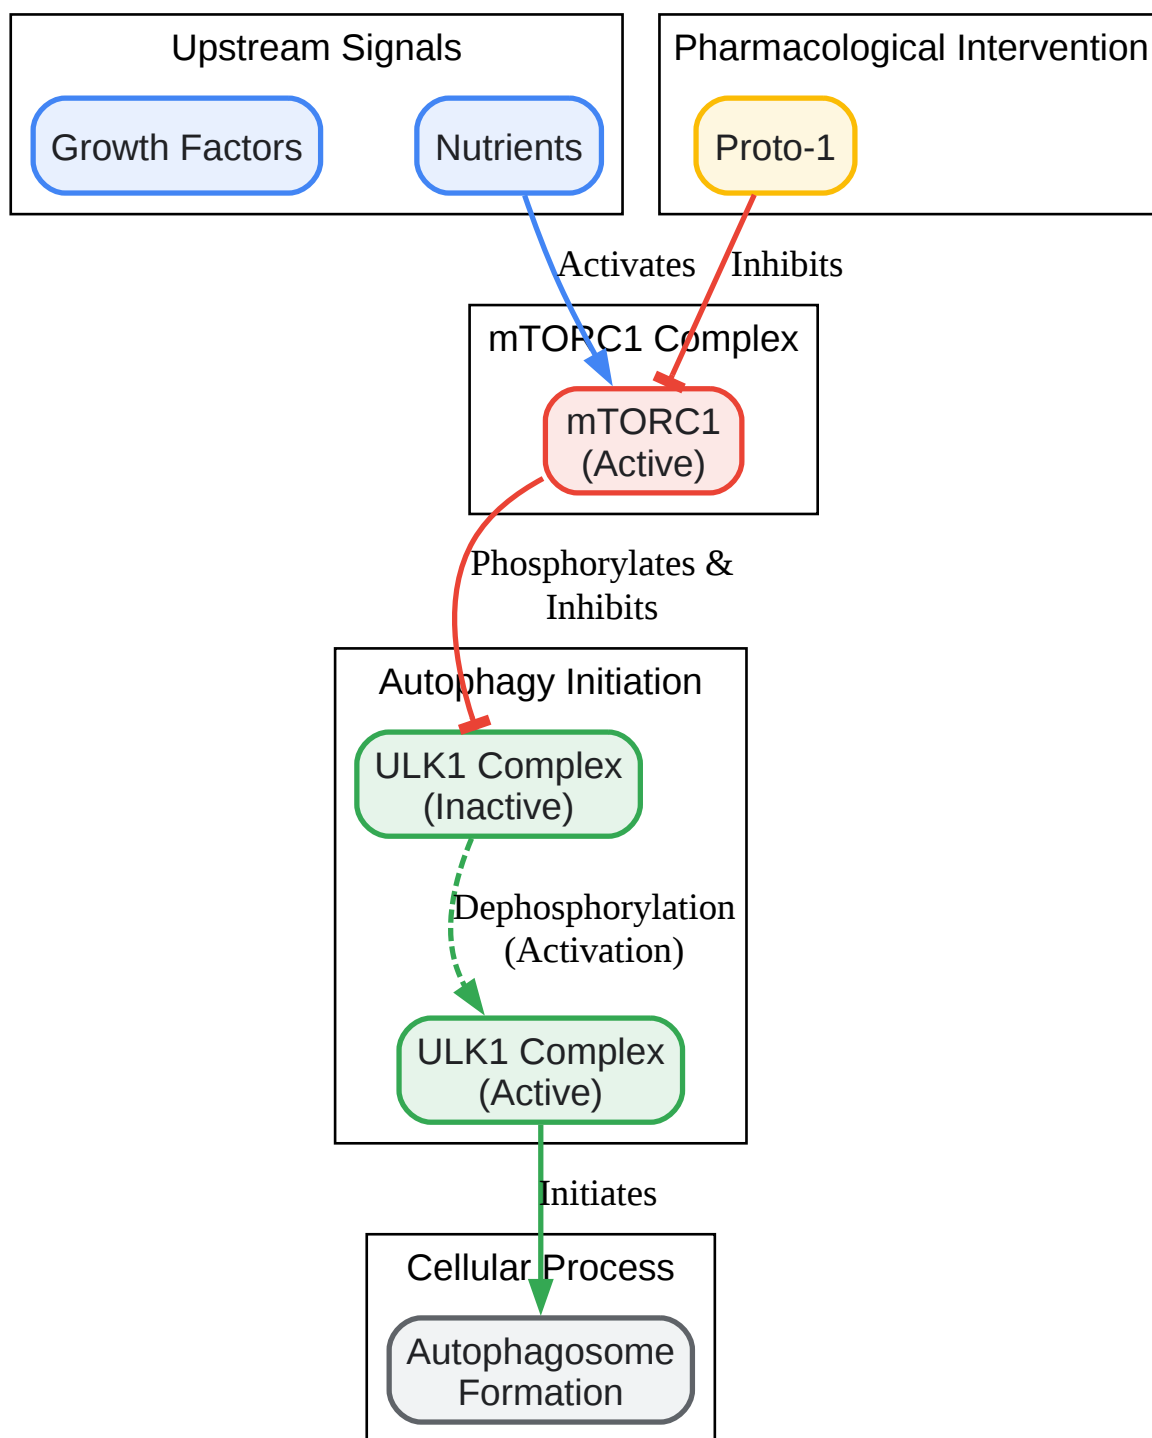 Upstream Signals
Pharmacological Intervention
Growth Factors
Nutrients
Proto-1
Activates
Inhibits
mTORC1 Complex
mTORC1
(Active)
Phosphorylates &
Inhibits
Autophagy Initiation
ULK1 Complex
(Inactive)
Dephosphorylation
(Activation)
ULK1 Complex
(Active)
Initiates
Cellular Process
Autophagosome
Formation